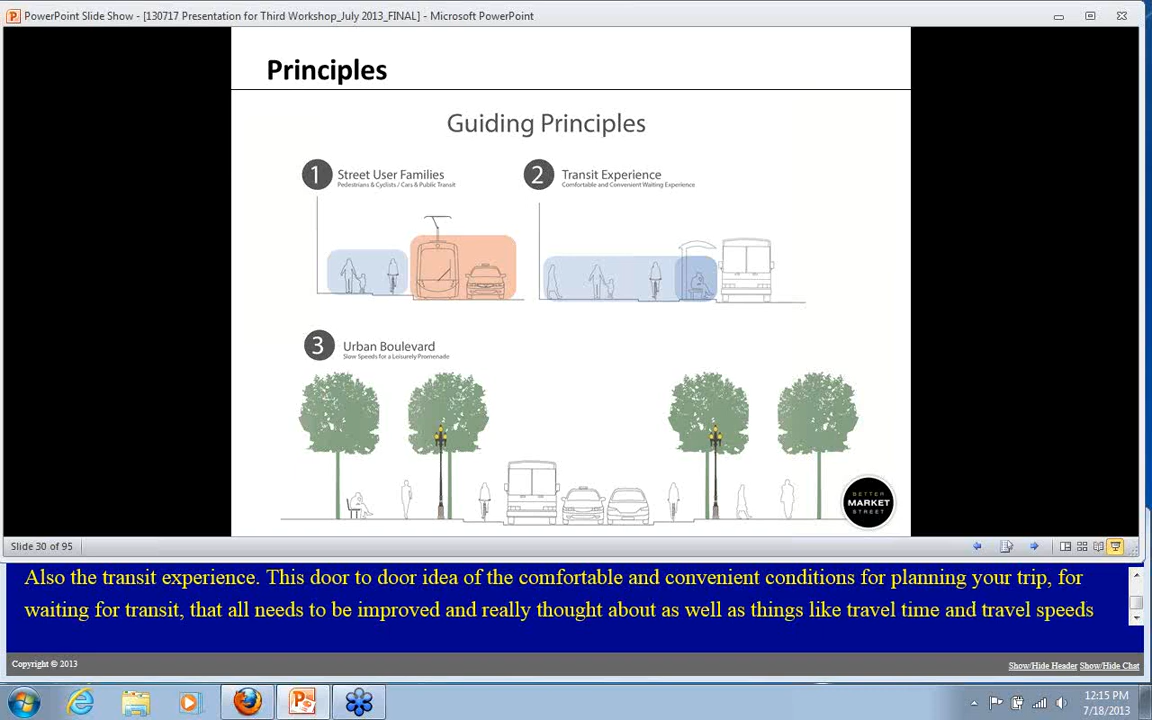 PowerPoint Slide Show - [130717 Presentation for Third Workshop_July 2013_FINAL] - Microsoft PowerPoint
Principles
Guiding Principles
1 Street User Families
Pedestrians & Cyclists / Cars & Public Transit
2 Transit Experience
Comfortable and Convenient Waiting Experience
3 Urban Boulevard
Slow Speeds for a Leisurely Promenade
BETTER
MARKET
STREET
Slide 30 of 95
Also the transit experience. This door to door idea of the comfortable and convenient conditions for planning your trip, for
waiting for transit, that all needs to be improved and really thought about as well as things like travel time and travel speeds
Copyright © 2013
Show/Hide Header Show/Hide Chat
12:15 PM
7/18/2013